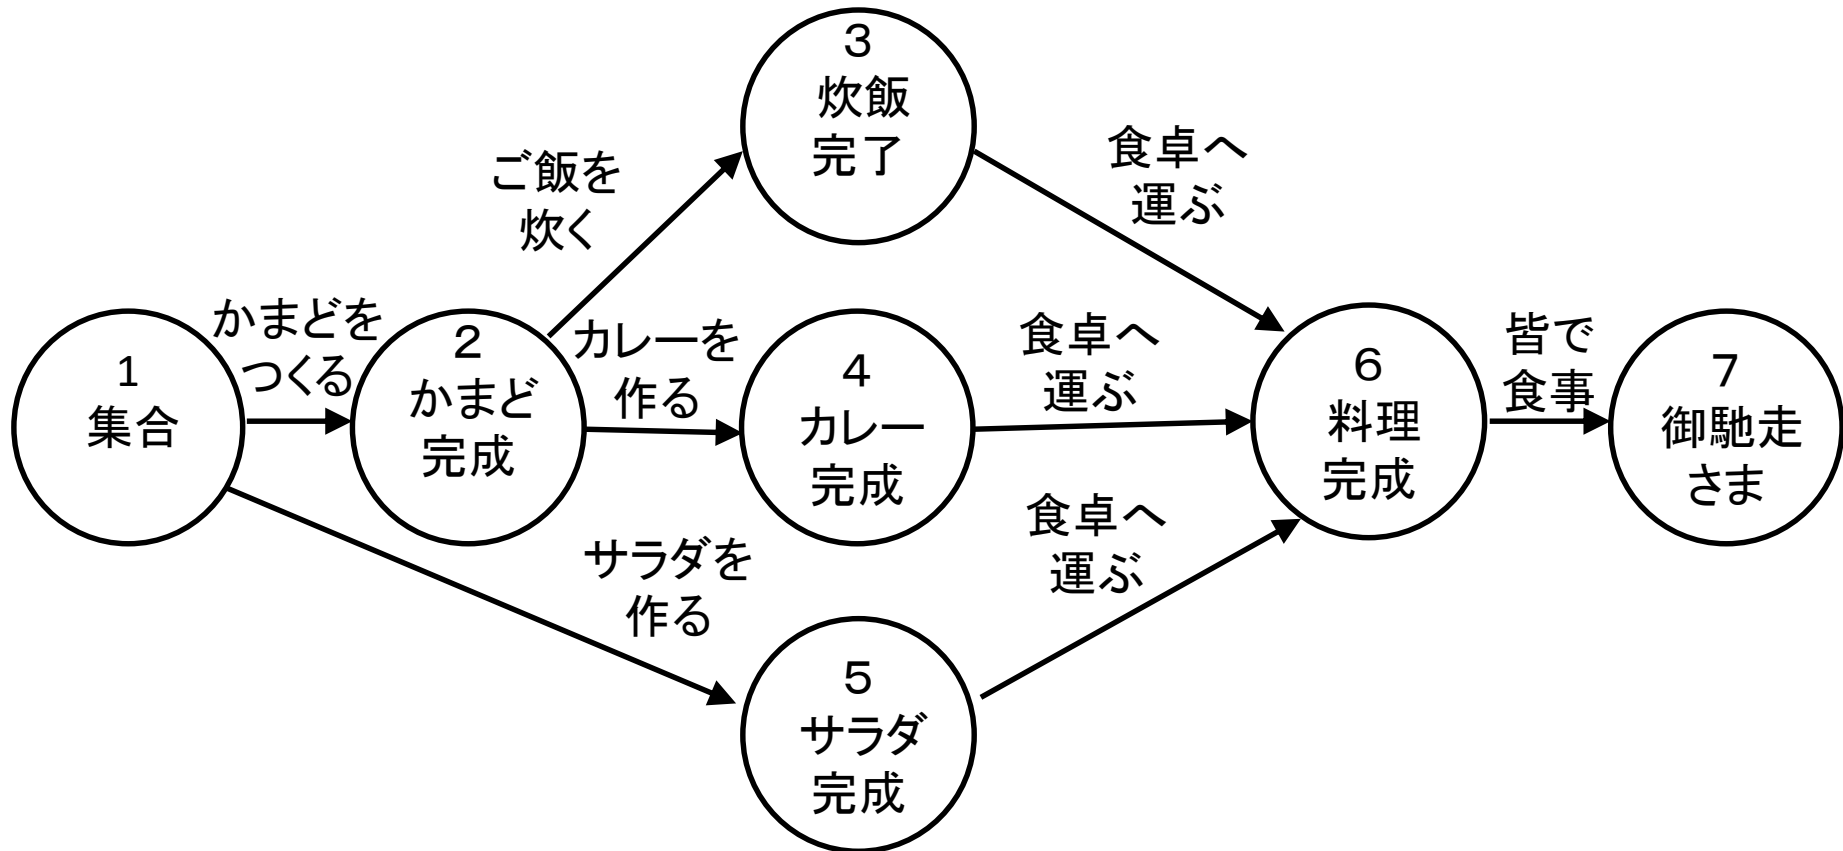 1
集合
かまどを
つくる
2
かまど
完成
ご飯を
炊く
3
炊飯
完了
食卓へ
運ぶ
カレーを
作る
4
カレー
完成
食卓へ
運ぶ
サラダを
作る
5
サラダ
完成
食卓へ
運ぶ
6
料理
完成
皆で
食事
7
御馳走
さま